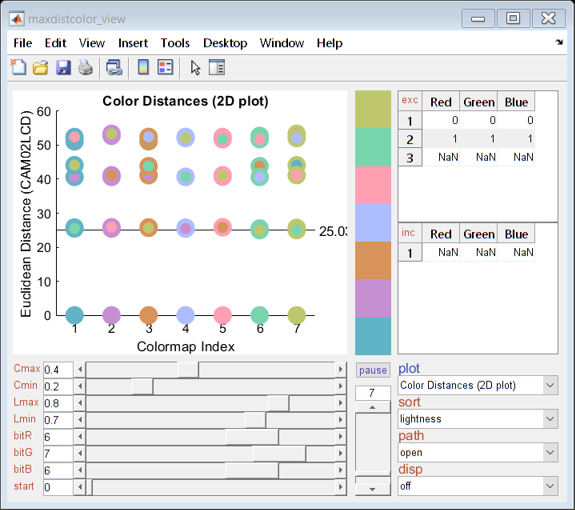 maxdistcolor_view
File Edit View Insert Tools Desktop Window Help
Color Distances (2D plot)
Euclidean Distance (CAM02LCD)
60
50
40
30
20
10
0
25.03
1 2 3 4 5 6 7
Colormap Index
exc Red Green Blue
1 0 0 0
2 1 1 1
3 NaN NaN NaN
inc Red Green Blue
1 NaN NaN NaN
Cmax 0.4
Cmin 0.2
Lmax 0.8
Lmin 0.7
bitR 6
bitG 7
bitB 6
start 0
pause
7
plot
Color Distances (2D plot)
sort
lightness
path
open
disp
off